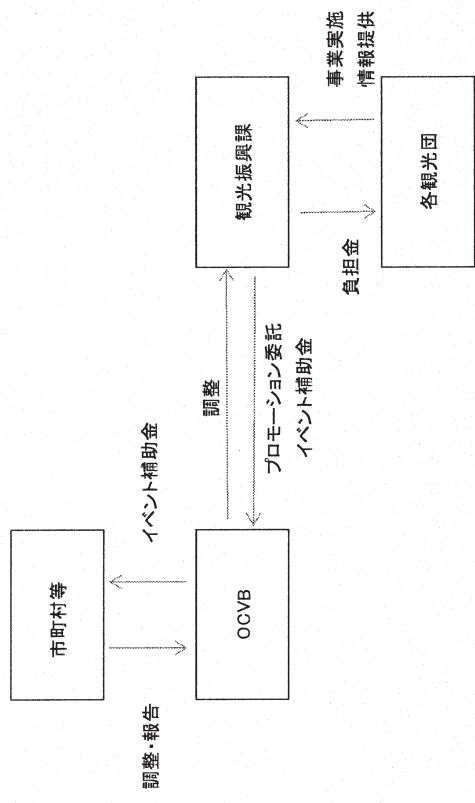 市町村等
調整・報告
イベント補助金
OCVB
調整
プロモーション委託
イベント補助金
観光振興課
負担金
事業実施
情報提供
各観光団